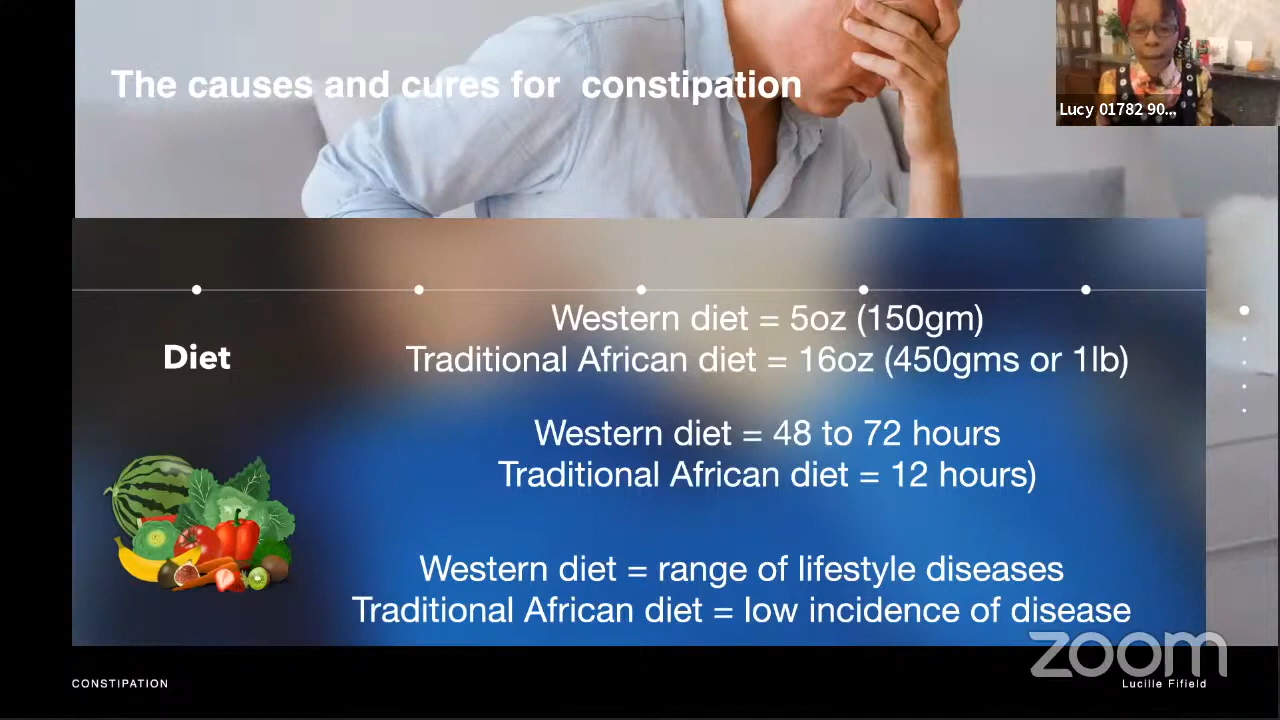 The causes and cures for  constipation
Lucy 01782 90...
Diet
Western diet = 5oz (150gm)
Traditional African diet = 16oz (450gms or 1lb)
Western diet = 48 to 72 hours
Traditional African diet = 12 hours)
Western diet = range of lifestyle diseases
Traditional African diet = low incidence of disease
zoom
CONSTIPATION
Lucille Fifield